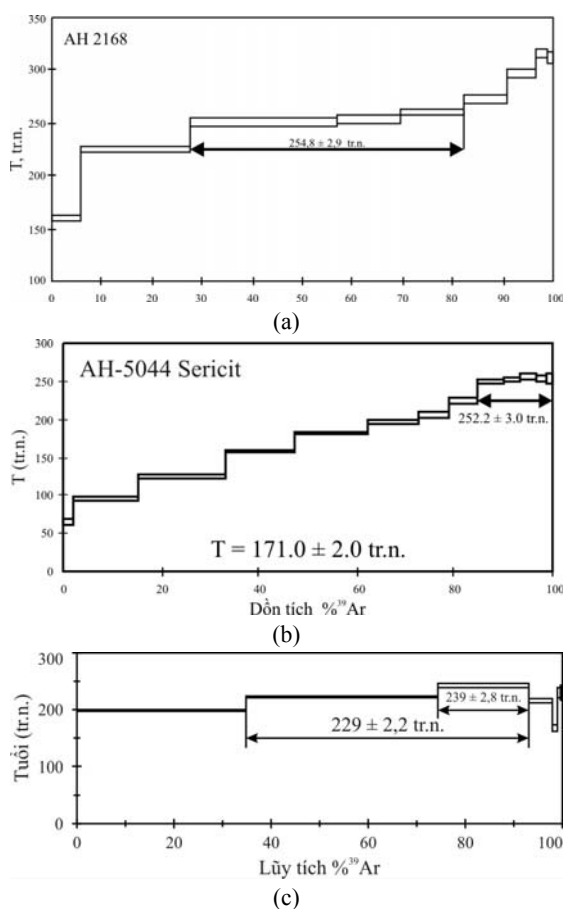 AH 2168
350
300
T, tr.n.
250
200
254,8 ± 2,9 tr.n.
150
100
0 10 20 30 40 50 60 70 80 90 100
(a)
300
AH-5044 Sericit
250
252.2 ± 3.0 tr.n.
200
T (tr.n.)
150
100
50
T = 171.0 ± 2.0 tr.n.
0
0 20 40 60 80 100
Dồn tích %³⁹Ar
(b)
300
239 ± 2,8 tr.n.
200
229 ± 2,2 tr.n.
Tuổi (tr.n.)
100
0
0 20 40 60 80 100
Lũy tích %³⁹Ar
(c)